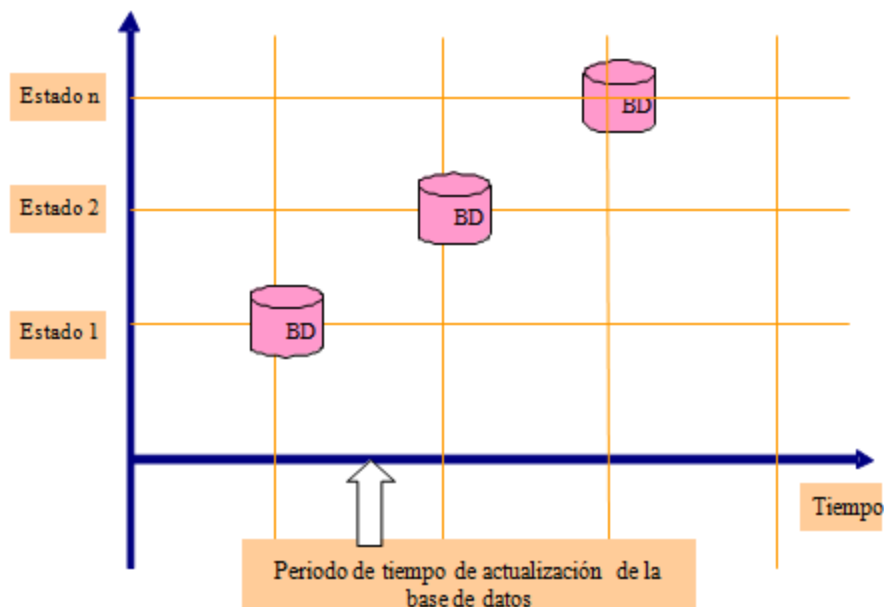 Estado n
BD
Estado 2
BD
Estado 1
BD
Tiempo
Periodo de tiempo de actualización de la
base de datos